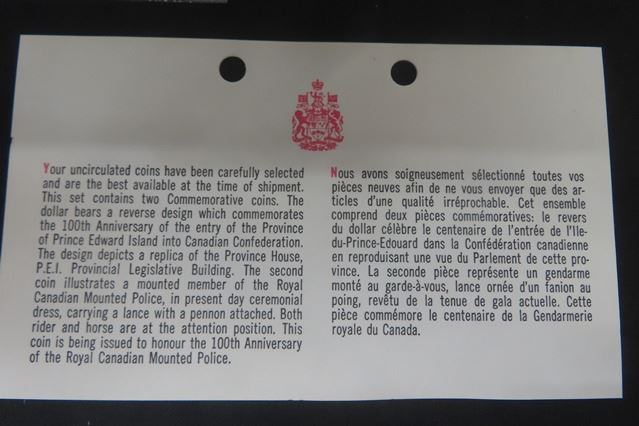 Your uncirculated coins have been carefully selected
and are the best available at the time of shipment.
This set contains two Commemorative coins. The
dollar bears a reverse design which commemorates
the 100th Anniversary of the entry of the Province
of Prince Edward Island into Canadian Confederation.
The design depicts a replica of the Province House,
P.E.I. Provincial Legislative Building. The second
coin illustrates a mounted member of the Royal
Canadian Mounted Police, in present day ceremonial
dress, carrying a lance with a pennon attached. Both
rider and horse are at the attention position. This
coin is being issued to honour the 100th Anniversary
of the Royal Canadian Mounted Police.
Nous avons soigneusement sélectionné toutes vos
pièces neuves afin de ne vous envoyer que des ar-
ticles d'une qualité irréprochable. Cet ensemble
comprend deux pièces commémoratives: le revers
du dollar célèbre le centenaire de l'entrée de l'Ile-
du-Prince-Edouard dans la Confédération canadienne
en reproduisant une vue du Parlement de cette pro-
vince. La seconde pièce représente un gendarme
monté au garde-à-vous, lance ornée d'un fanion au
poing, revêtu de la tenue de gala actuelle. Cette
pièce commémore le centenaire de la Gendarmerie
royale du Canada.